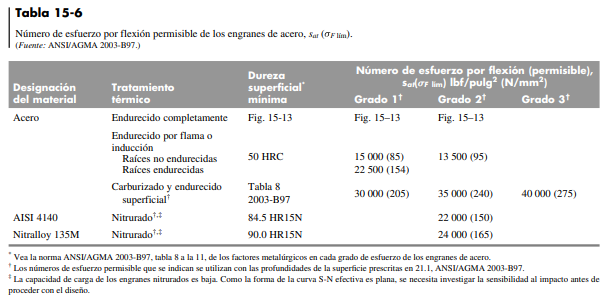 Tabla 15-6
Número de esfuerzo por flexión permisible de los engranes de acero, sat (σF lim).
(Fuente: ANSI/AGMA 2003-B97.)
Designación del material Tratamiento térmico Dureza superficial* mínima Número de esfuerzo por flexión (permisible), sat(σF lim) lbf/pulg² (N/mm²)
Grado 1† Grado 2† Grado 3†
Acero Endurecido completamente Fig. 15-13 Fig. 15–13 Fig. 15–13
Endurecido por flama o inducción
Raíces no endurecidas 50 HRC 15 000 (85) 13 500 (95)
Raíces endurecidas 22 500 (154)
Carburizado y endurecido superficial† Tabla 8 2003-B97 30 000 (205) 35 000 (240) 40 000 (275)
AISI 4140 Nitrurado†,‡ 84.5 HR15N 22 000 (150)
Nitralloy 135M Nitrurado†,‡ 90.0 HR15N 24 000 (165)
* Vea la norma ANSI/AGMA 2003-B97, tabla 8 a la 11, de los factores metalúrgicos en cada grado de esfuerzo de los engranes de acero.
† Los números de esfuerzo permisible que se indican se utilizan con las profundidades de la superficie prescritas en 21.1, ANSI/AGMA 2003-B97.
‡ La capacidad de carga de los engranes nitrurados es baja. Como la forma de la curva S-N efectiva es plana, se necesita investigar la sensibilidad al impacto antes de
proceder con el diseño.